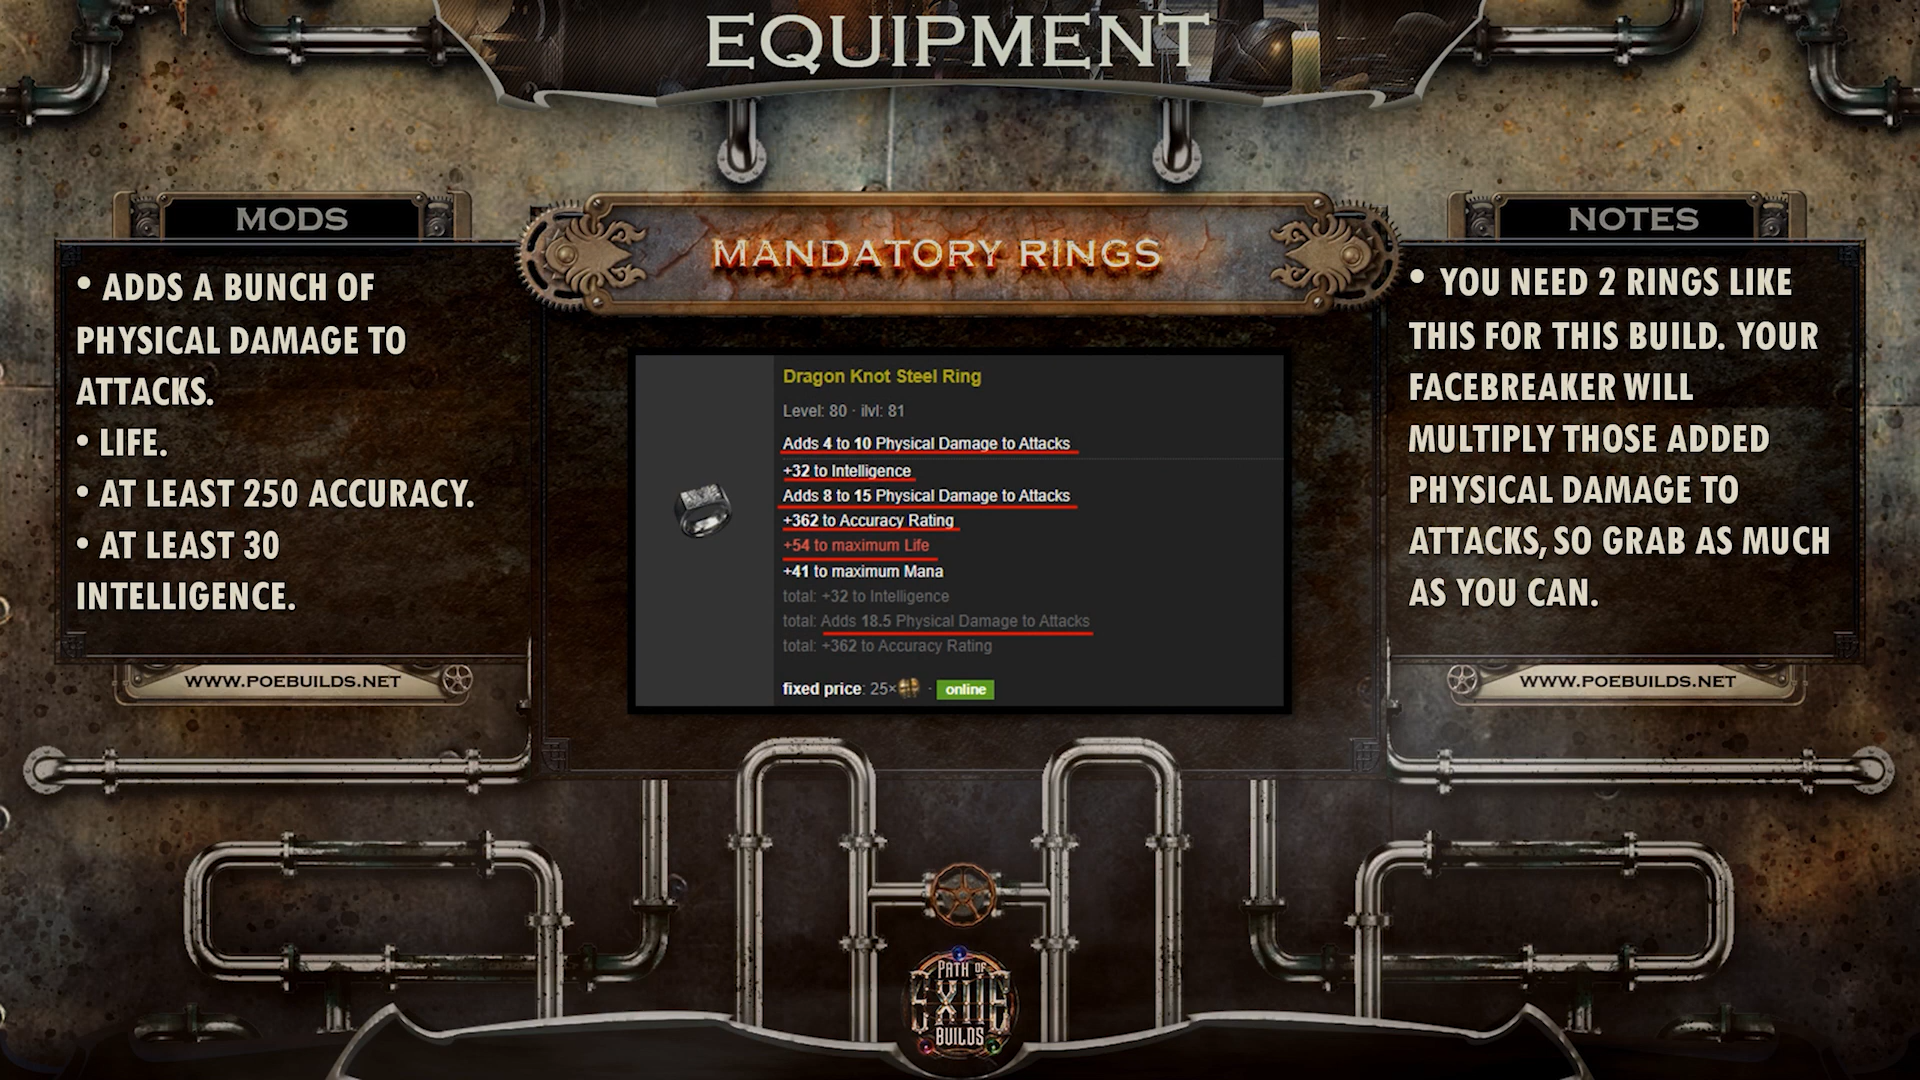 EQUIPMENT
MODS
• ADDS A BUNCH OF
PHYSICAL DAMAGE TO
ATTACKS.
• LIFE.
• AT LEAST 250 ACCURACY.
• AT LEAST 30
INTELLIGENCE.
WWW.POEBUILDS.NET
MANDATORY RINGS
Dragon Knot Steel Ring
Level: 80 · ilvl: 81
Adds 4 to 10 Physical Damage to Attacks
+32 to Intelligence
Adds 8 to 15 Physical Damage to Attacks
+362 to Accuracy Rating
+54 to maximum Life
+41 to maximum Mana
total: +32 to Intelligence
total: Adds 18.5 Physical Damage to Attacks
total: +362 to Accuracy Rating
fixed price: 25× · online
NOTES
• YOU NEED 2 RINGS LIKE
THIS FOR THIS BUILD. YOUR
FACEBREAKER WILL
MULTIPLY THOSE ADDED
PHYSICAL DAMAGE TO
ATTACKS, SO GRAB AS MUCH
AS YOU CAN.
WWW.POEBUILDS.NET
PATH OF
EXILE
BUILDS